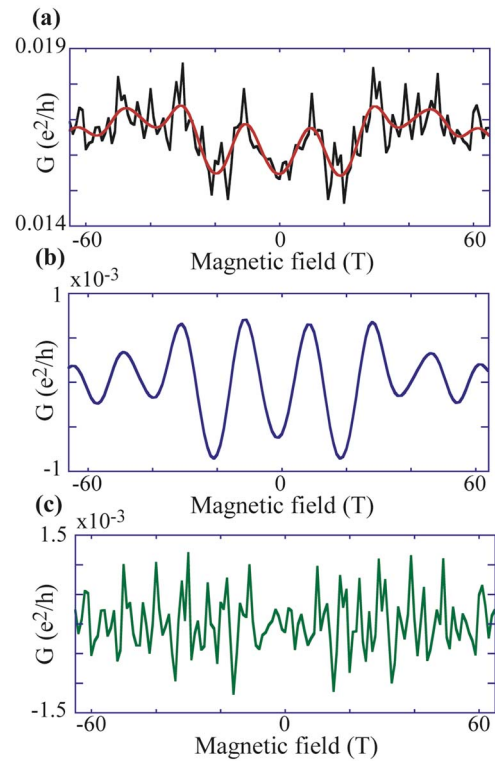 (a)
0.019
G (e²/h)
0.014
-60
0
60
Magnetic field (T)
(b)
x10⁻³
1
G (e²/h)
-1
-60
0
60
Magnetic field (T)
(c)
x10⁻³
1.5
G (e²/h)
-1.5
-60
0
60
Magnetic field (T)